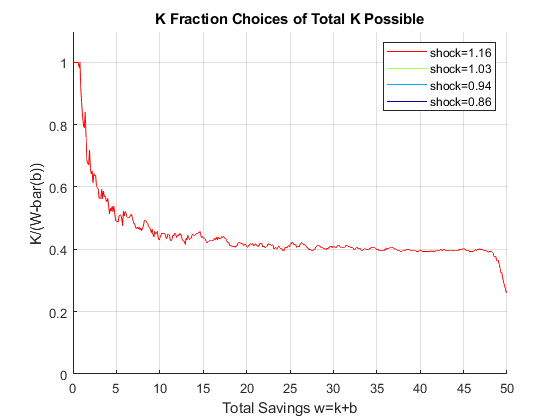 K Fraction Choices of Total K Possible
shock=1.16
shock=1.03
shock=0.94
shock=0.86
K/(W-bar(b))
1
0.8
0.6
0.4
0.2
0
0 5 10 15 20 25 30 35 40 45 50
Total Savings w=k+b